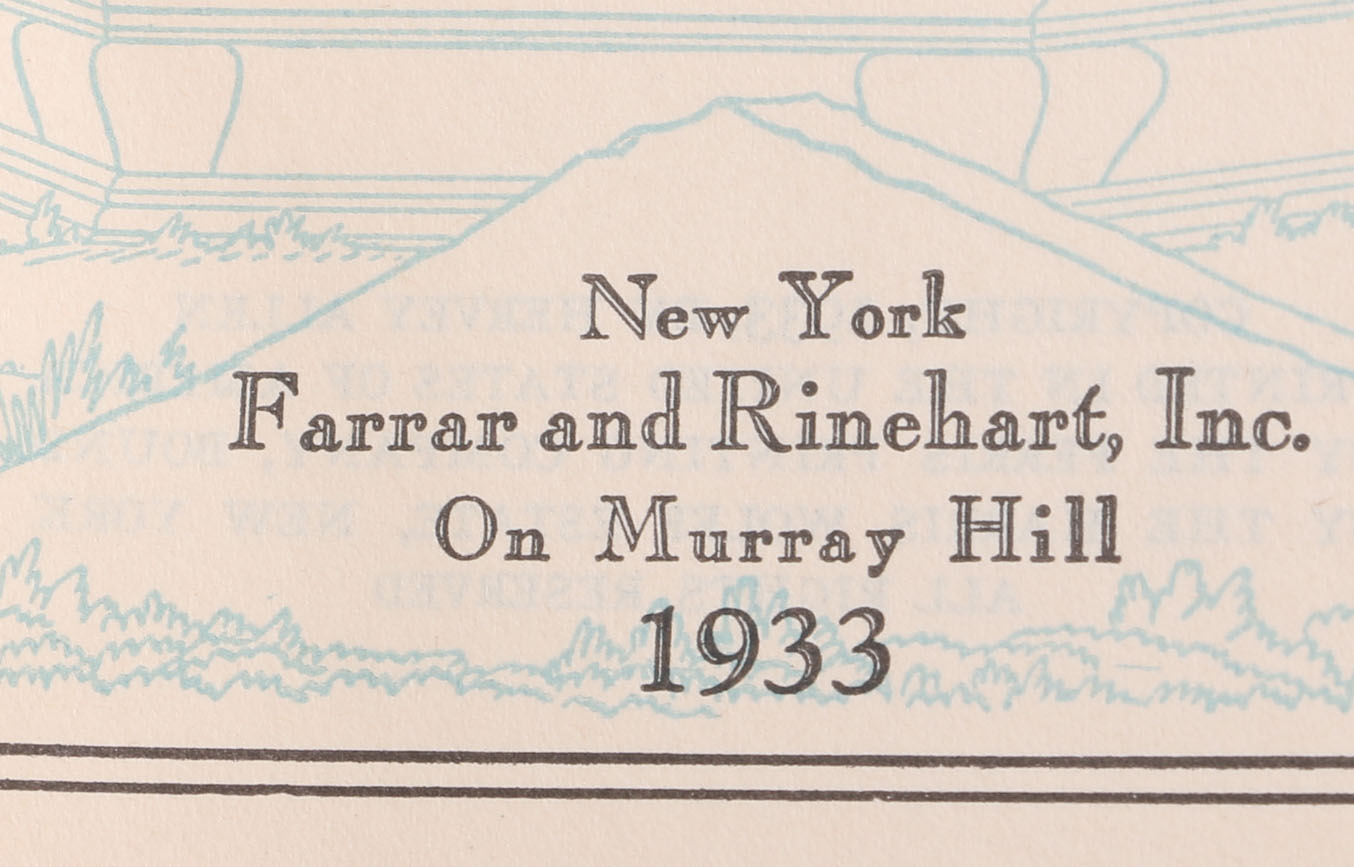 New York
Farrar and Rinehart, Inc.
On Murray Hill
1933